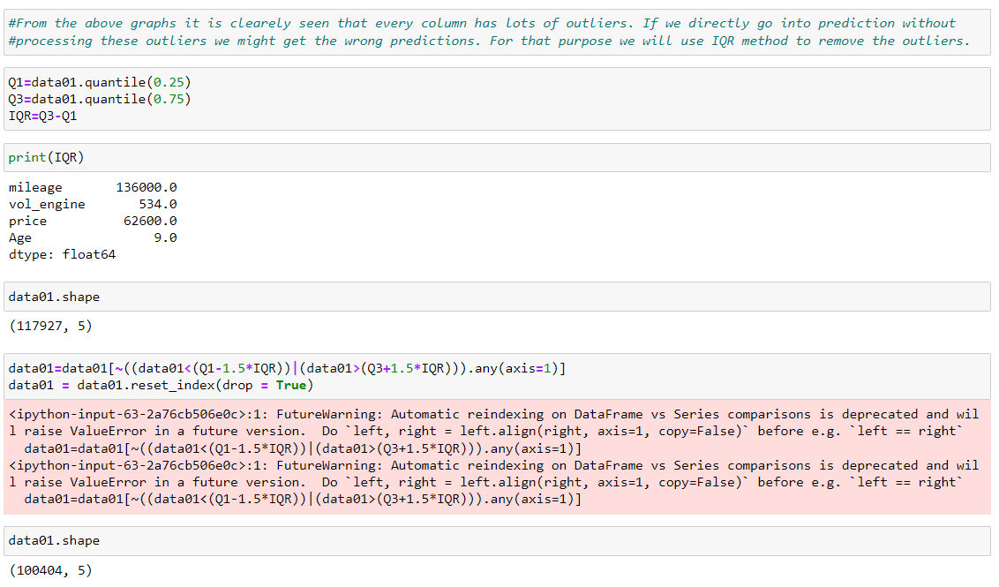 #From the above graphs it is clearely seen that every column has lots of outliers. If we directly go into prediction without
#processing these outliers we might get the wrong predictions. For that purpose we will use IQR method to remove the outliers.
Q1=data01.quantile(0.25)
Q3=data01.quantile(0.75)
IQR=Q3-Q1
print(IQR)
mileage       136000.0
vol_engine       534.0
price          62600.0
Age                9.0
dtype: float64
data01.shape
(117927, 5)
data01=data01[~((data01<(Q1-1.5*IQR))|(data01>(Q3+1.5*IQR))).any(axis=1)]
data01 = data01.reset_index(drop = True)
<ipython-input-63-2a76cb506e0c>:1: FutureWarning: Automatic reindexing on DataFrame vs Series comparisons is deprecated and wil
l raise ValueError in a future version.  Do `left, right = left.align(right, axis=1, copy=False)` before e.g. `left == right`
  data01=data01[~((data01<(Q1-1.5*IQR))|(data01>(Q3+1.5*IQR))).any(axis=1)]
<ipython-input-63-2a76cb506e0c>:1: FutureWarning: Automatic reindexing on DataFrame vs Series comparisons is deprecated and wil
l raise ValueError in a future version.  Do `left, right = left.align(right, axis=1, copy=False)` before e.g. `left == right`
  data01=data01[~((data01<(Q1-1.5*IQR))|(data01>(Q3+1.5*IQR))).any(axis=1)]
data01.shape
(100404, 5)